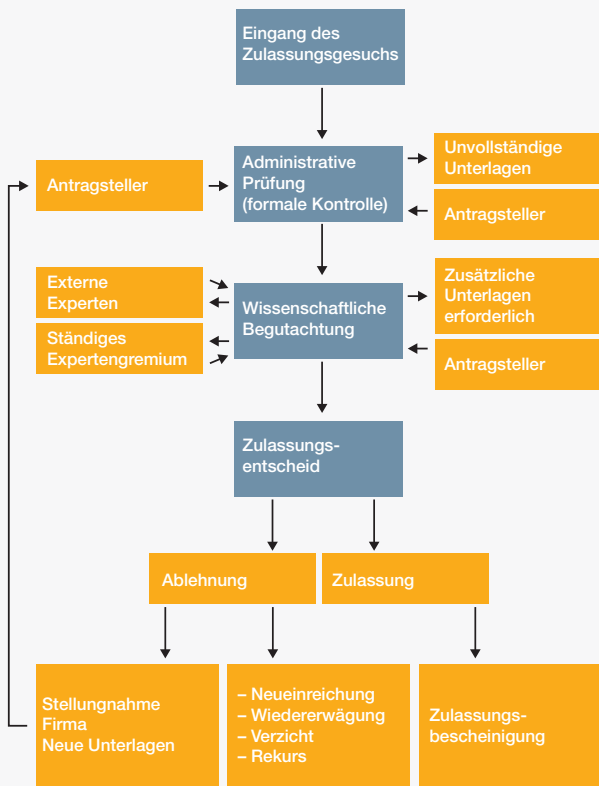 Eingang des
Zulassungsgesuchs
Antragsteller
Administrative
Prüfung
(formale Kontrolle)
Unvollständige
Unterlagen
Antragsteller
Externe
Experten
Ständiges
Expertengremium
Wissenschaftliche
Begutachtung
Zusätzliche
Unterlagen
erforderlich
Antragsteller
Zulassungs-
entscheid
Ablehnung
Zulassung
Stellungnahme
Firma
Neue Unterlagen
– Neueinreichung
– Wiedererwägung
– Verzicht
– Rekurs
Zulassungs-
bescheinigung